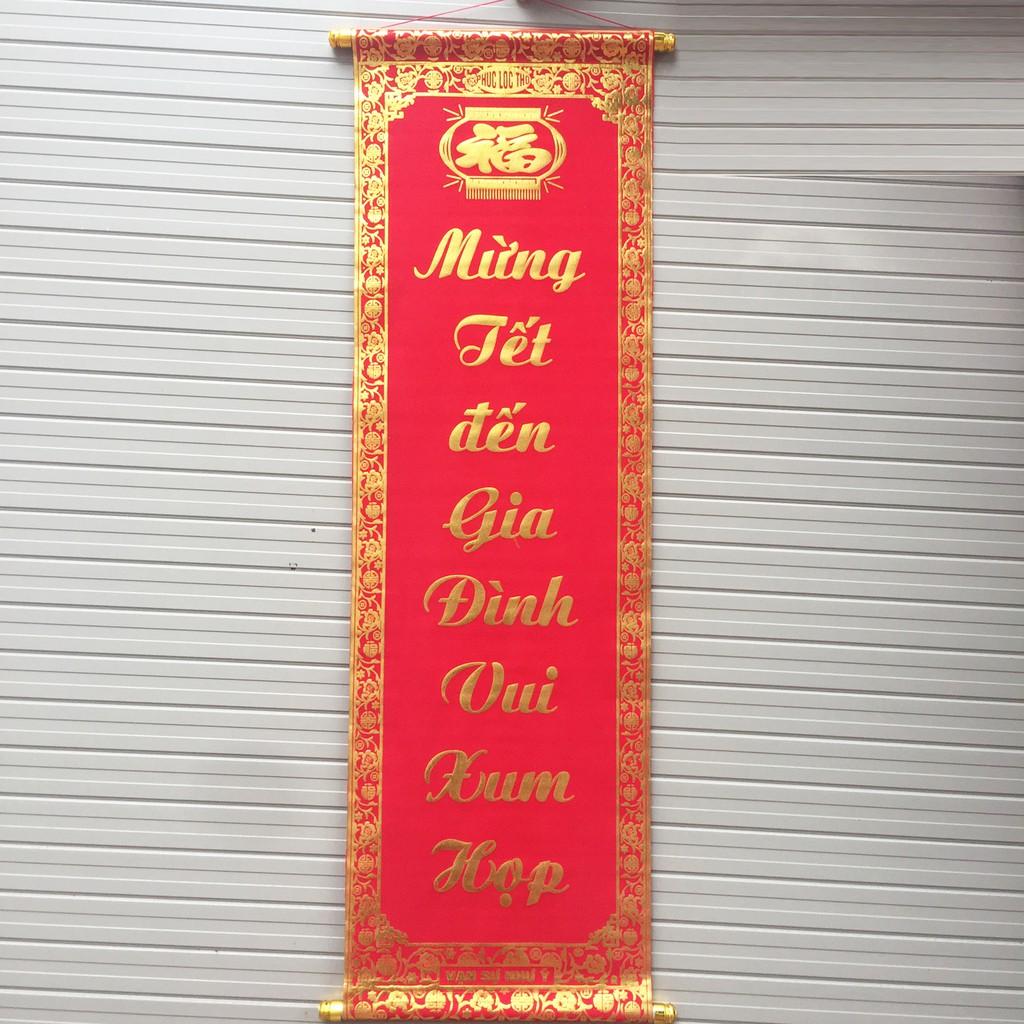 PHÚC LỘC THỌ
福
Mừng
Tết
đến
Gia
Đình
Vui
Xum
Họp
VẠN SỰ NHƯ Ý